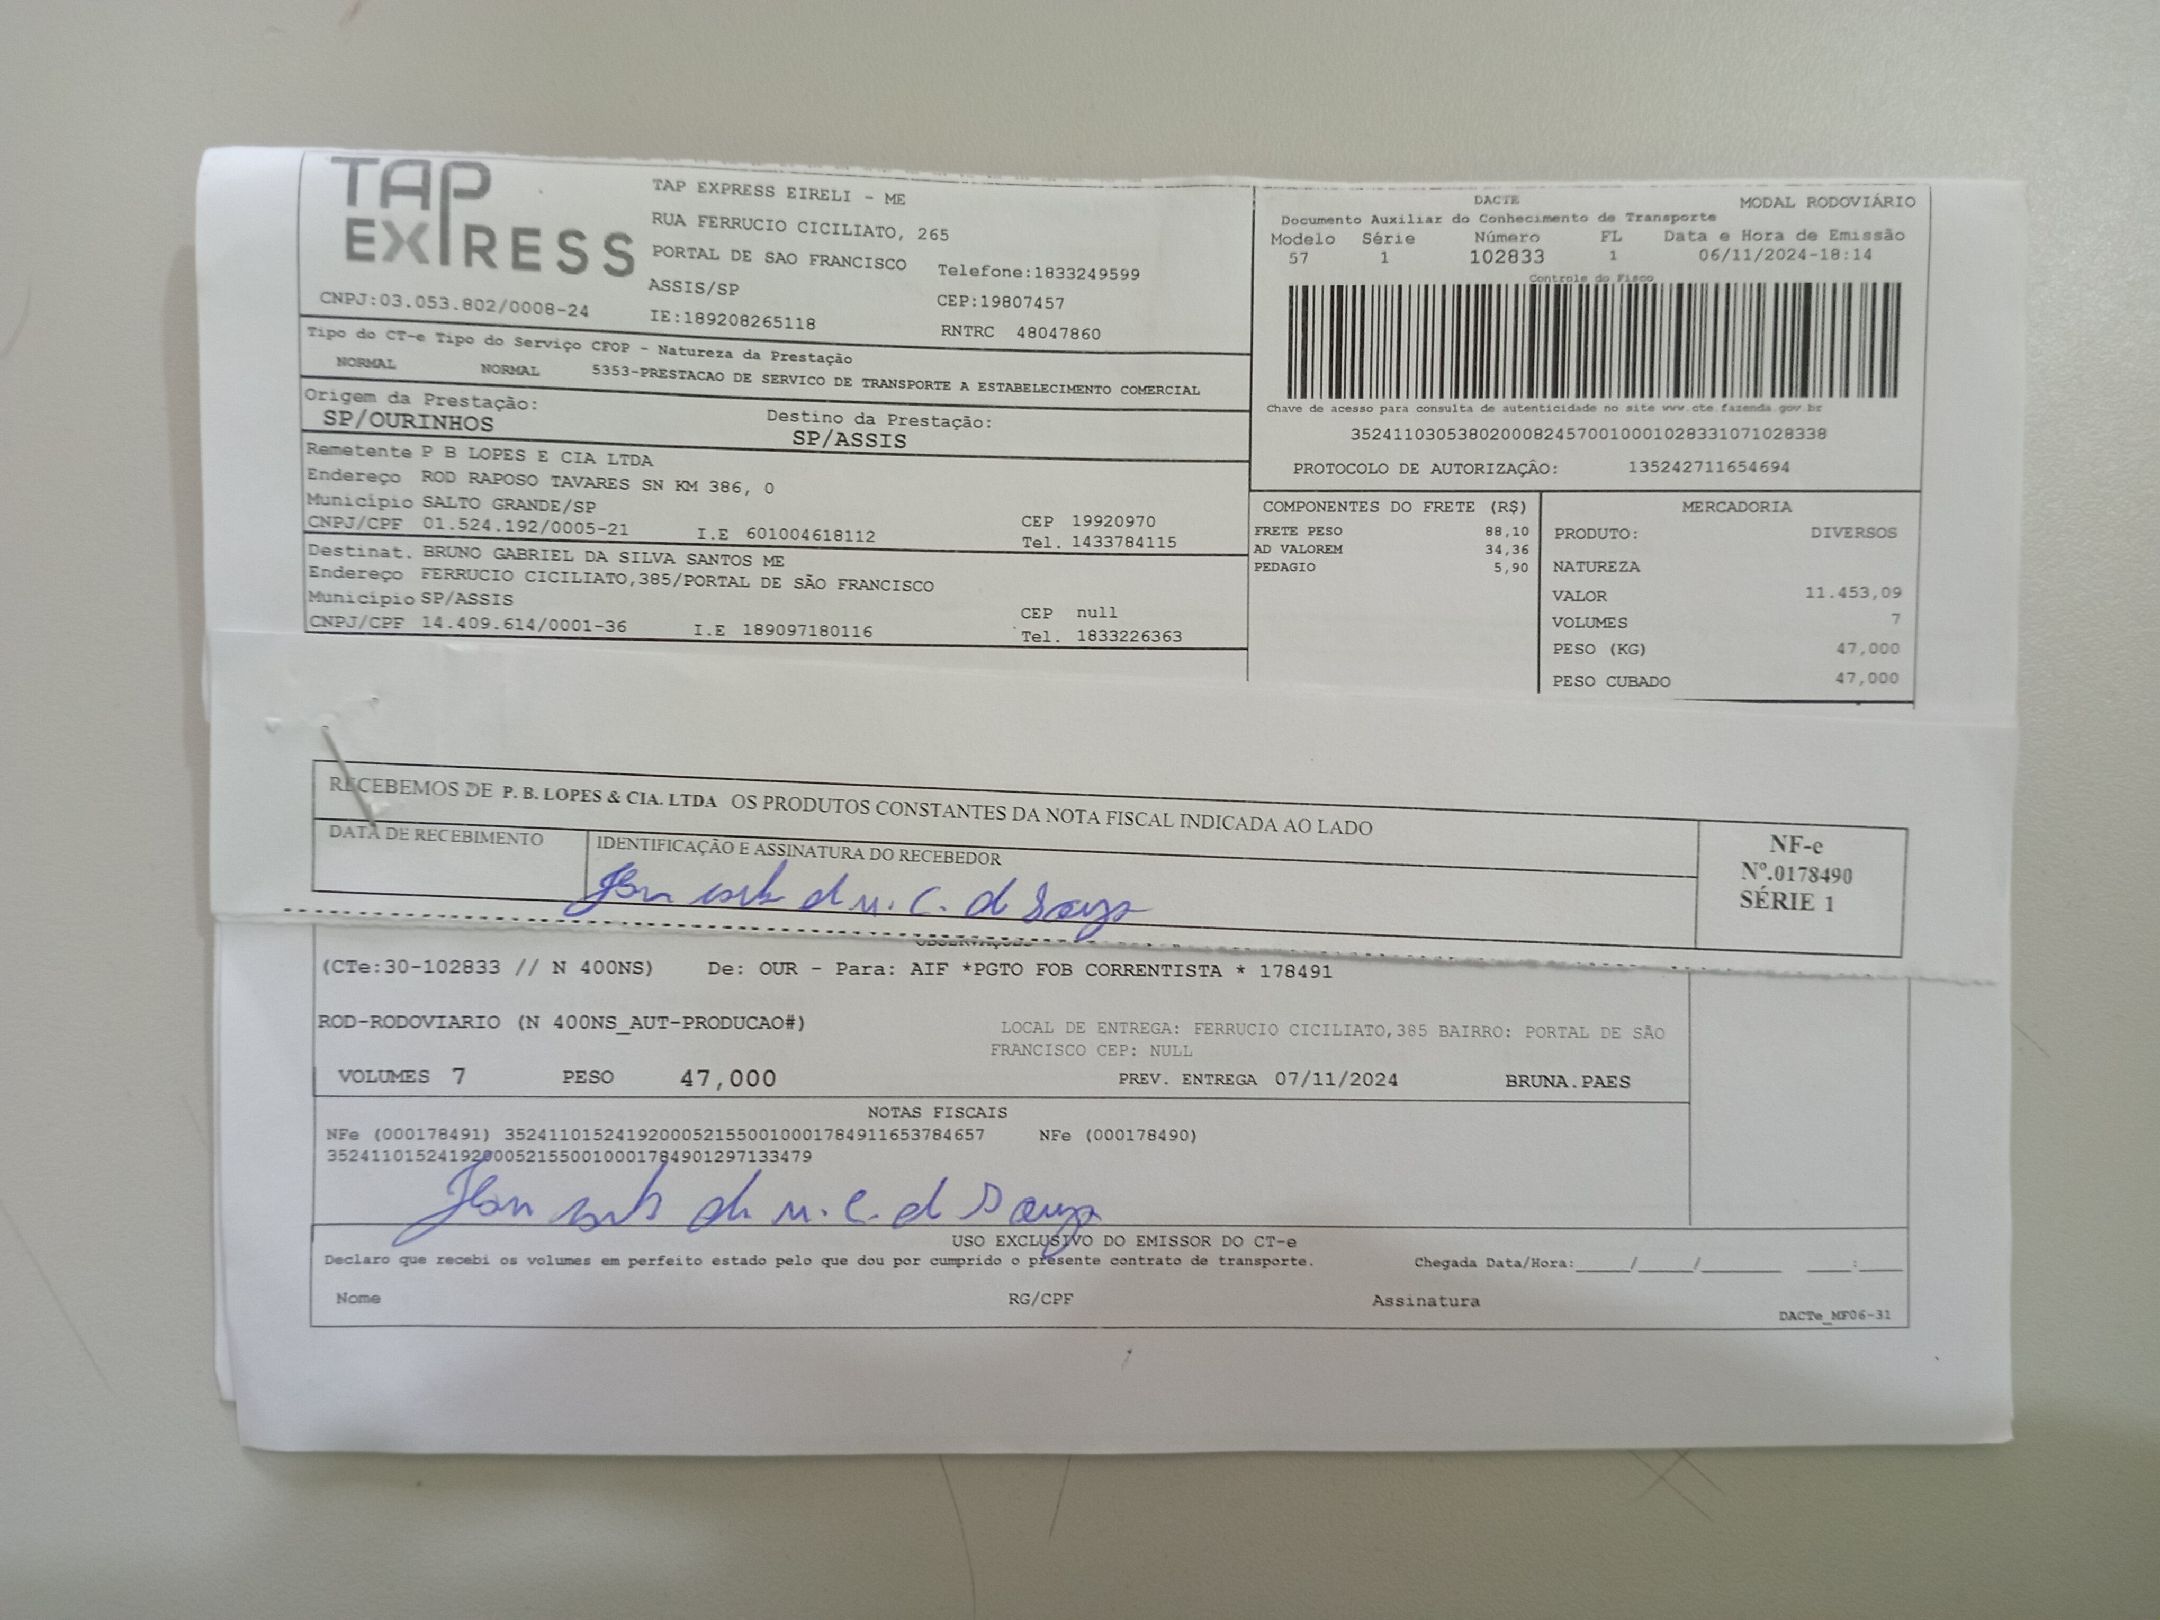 TAP EXPRESS
TAP EXPRESS EIRELI - ME
RUA FERRUCIO CICILIATO, 265
PORTAL DE SAO FRANCISCO Telefone:1833249599
ASSIS/SP CEP:19807457
CNPJ:03.053.802/0008-24 IE:189208265118 RNTRC 48047860
Tipo do CT-e Tipo do Serviço CFOP - Natureza da Prestação
NORMAL NORMAL 5353-PRESTACAO DE SERVICO DE TRANSPORTE A ESTABELECIMENTO COMERCIAL
Origem da Prestação: Destino da Prestação:
SP/OURINHOS SP/ASSIS
Remetente P B LOPES E CIA LTDA
Endereço ROD RAPOSO TAVARES SN KM 386, 0
Município SALTO GRANDE/SP CEP 19920970
CNPJ/CPF 01.524.192/0005-21 I.E 601004618112 Tel. 1433784115
Destinat. BRUNO GABRIEL DA SILVA SANTOS ME
Endereço FERRUCIO CICILIATO,385/PORTAL DE SÃO FRANCISCO
Município SP/ASSIS CEP null
CNPJ/CPF 14.409.614/0001-36 I.E 189097180116 Tel. 1833226363
DACTE MODAL RODOVIÁRIO
Documento Auxiliar do Conhecimento de Transporte
Modelo Série Número FL Data e Hora de Emissão
57 1 102833 1 06/11/2024-18:14
Controle do Fisco
Chave de acesso para consulta de autenticidade no site www.cte.fazenda.gov.br
35241103053802000824570010001028331071028338
PROTOCOLO DE AUTORIZAÇÃO: 135242711654694
COMPONENTES DO FRETE (R$)
FRETE PESO 88,10
AD VALOREM 34,36
PEDAGIO 5,90
MERCADORIA
PRODUTO: DIVERSOS
NATUREZA
VALOR 11.453,09
VOLUMES 7
PESO (KG) 47,000
PESO CUBADO 47,000
RECEBEMOS DE P. B. LOPES & CIA. LTDA OS PRODUTOS CONSTANTES DA NOTA FISCAL INDICADA AO LADO
DATA DE RECEBIMENTO IDENTIFICAÇÃO E ASSINATURA DO RECEBEDOR
NF-e
Nº.0178490
SÉRIE 1
(CTe:30-102833 // N 400NS) De: OUR - Para: AIF *PGTO FOB CORRENTISTA * 178491
ROD-RODOVIARIO (N 400NS_AUT-PRODUCAO#) LOCAL DE ENTREGA: FERRUCIO CICILIATO,385 BAIRRO: PORTAL DE SÃO
FRANCISCO CEP: NULL
VOLUMES 7 PESO 47,000 PREV. ENTREGA 07/11/2024 BRUNA.PAES
NOTAS FISCAIS
NFe (000178491) 35241101524192000521550010001784911653784657 NFe (000178490)
35241101524192000521550010001784901297133479
USO EXCLUSIVO DO EMISSOR DO CT-e
Declaro que recebi os volumes em perfeito estado pelo que dou por cumprido o presente contrato de transporte. Chegada Data/Hora:_____/_____/_______ ____:____
Nome RG/CPF Assinatura
DACTe_MF06-31